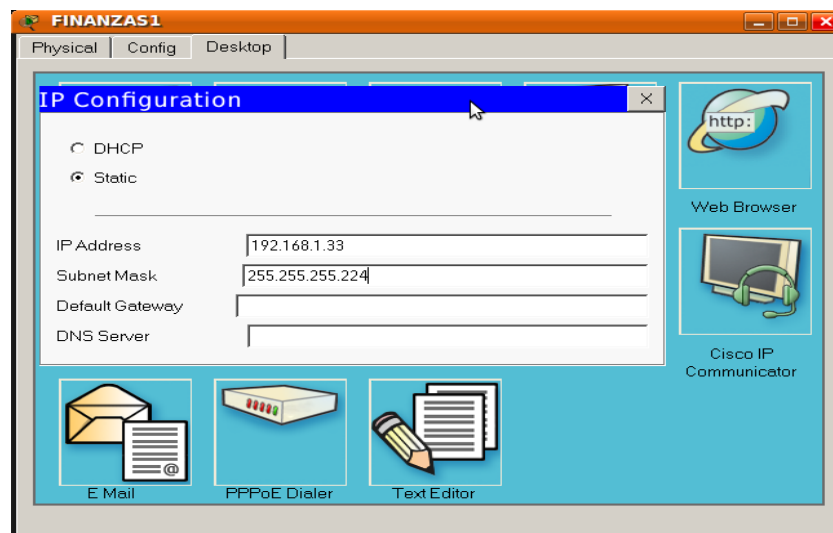 FINANZAS1
Physical Config Desktop
IP Configuration
http:
DHCP
Static
Web Browser
IP Address 192.168.1.33
Subnet Mask 255.255.255.224
Default Gateway
DNS Server
Cisco IP
Communicator
@
E Mail PPPoE Dialer Text Editor